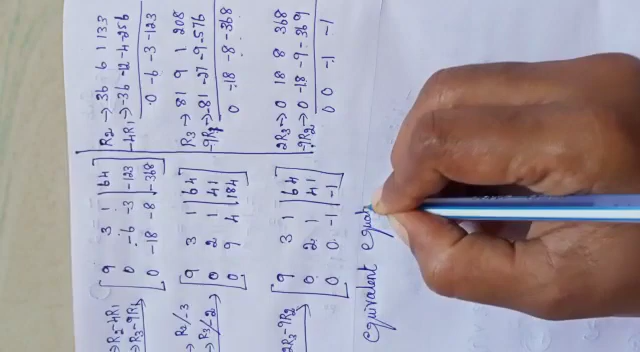 →R2-4R1 9 3 1 64 R2 → 36 6 1 133
→R3-9R1 0 -6 -3 -123 -4R1 → -36 -12 -4 -256
0 -18 -8 -368 0 -6 -3 -123
→ R2/-3 9 3 1 64 R3 → 81 9 1 208
→ R3/-2 0 2 1 41 -9R1 → -81 -27 -9 -576
0 9 4 184 0 -18 -8 -368
2R3-9R2 9 3 1 64 2R3 → 0 18 8 368
0 2 1 41 -9R2 → 0 -18 -9 -369
0 0 -1 -1 0 0 -1 -1
equivalent equat